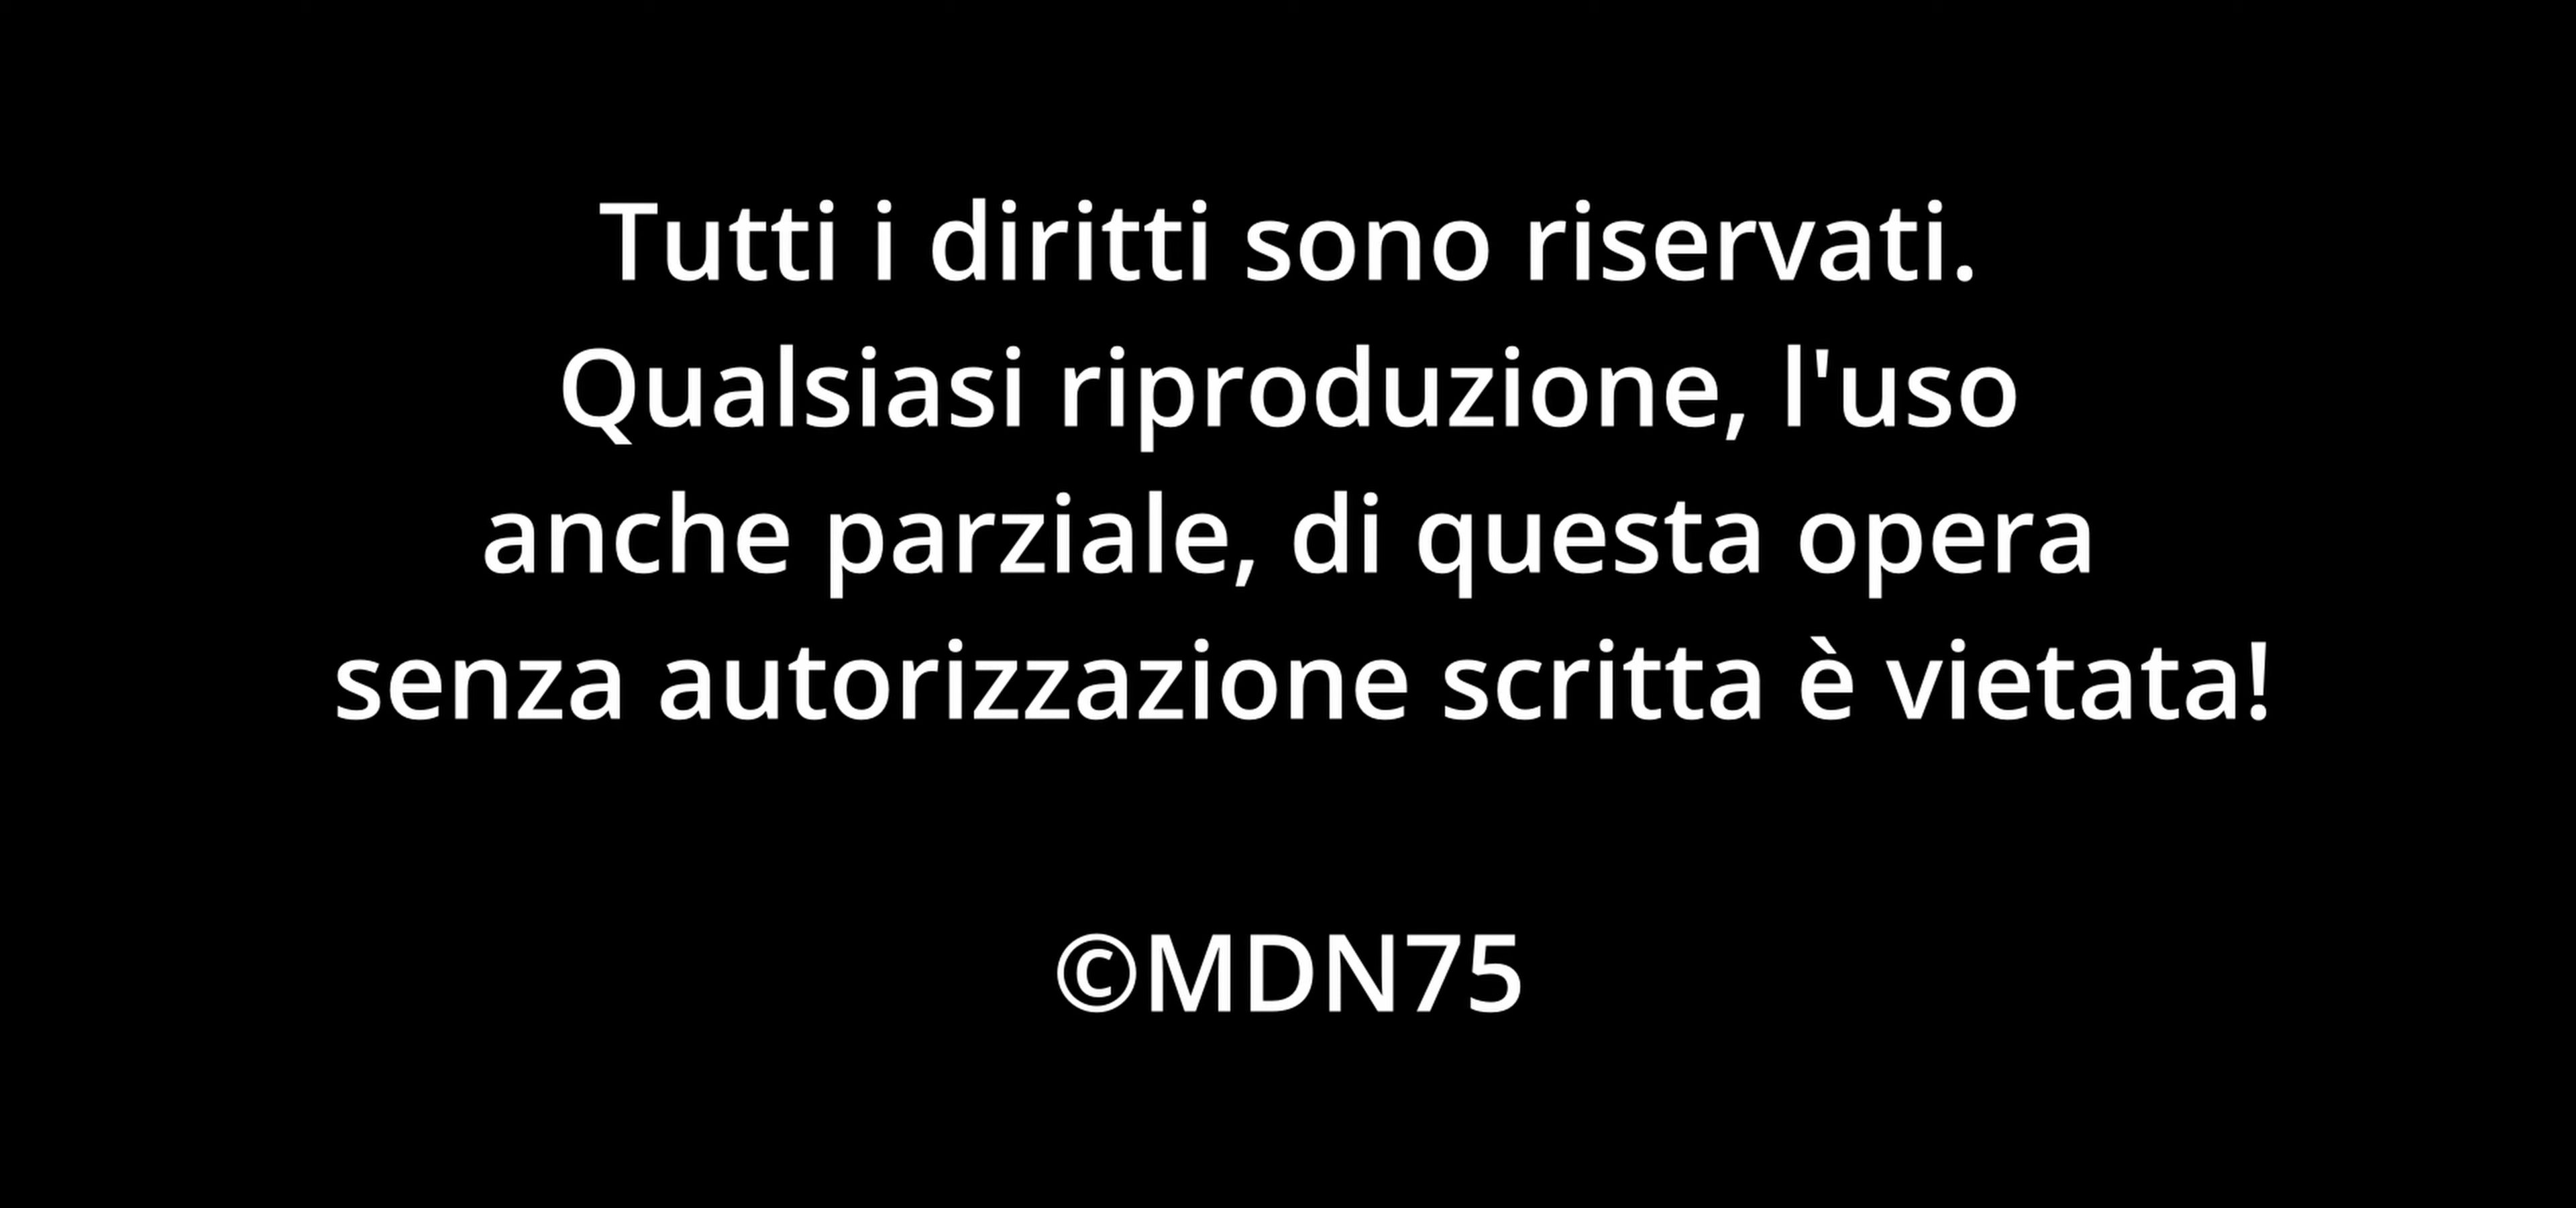 Tutti i diritti sono riservati.
Qualsiasi riproduzione, l'uso
anche parziale, di questa opera
senza autorizzazione scritta è vietata!
©MDN75